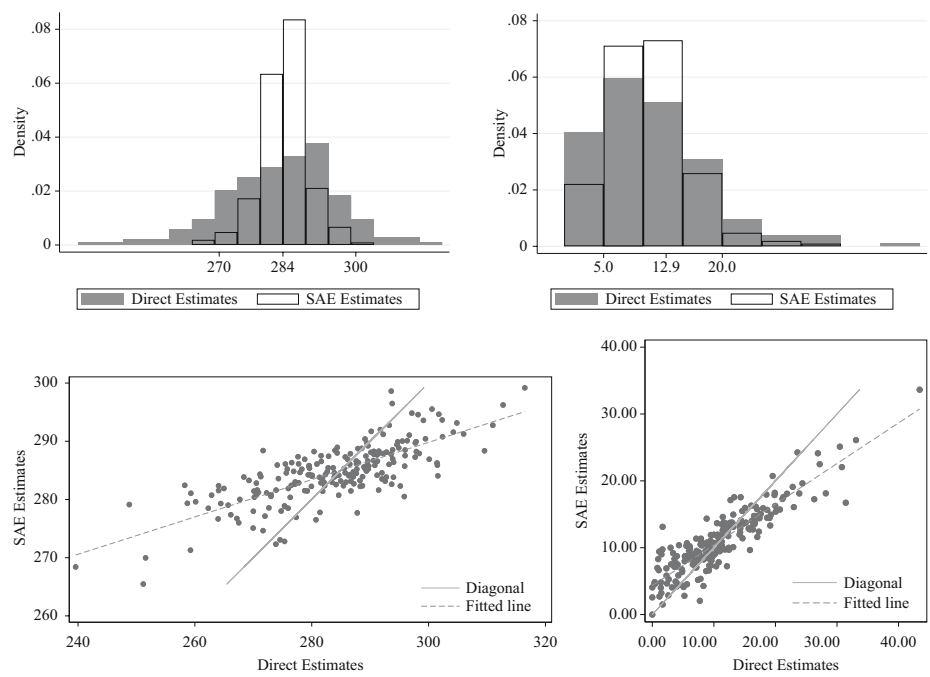 .08
.06
.04
.02
0
Density
270 284 300
Direct Estimates SAE Estimates
.08
.06
.04
.02
0
Density
5.0 12.9 20.0
Direct Estimates SAE Estimates
300
290
280
270
260
SAE Estimates
Diagonal
Fitted line
240 260 280 300 320
Direct Estimates
40.00
30.00
20.00
10.00
0.00
SAE Estimates
Diagonal
Fitted line
0.00 10.00 20.00 30.00 40.00
Direct Estimates